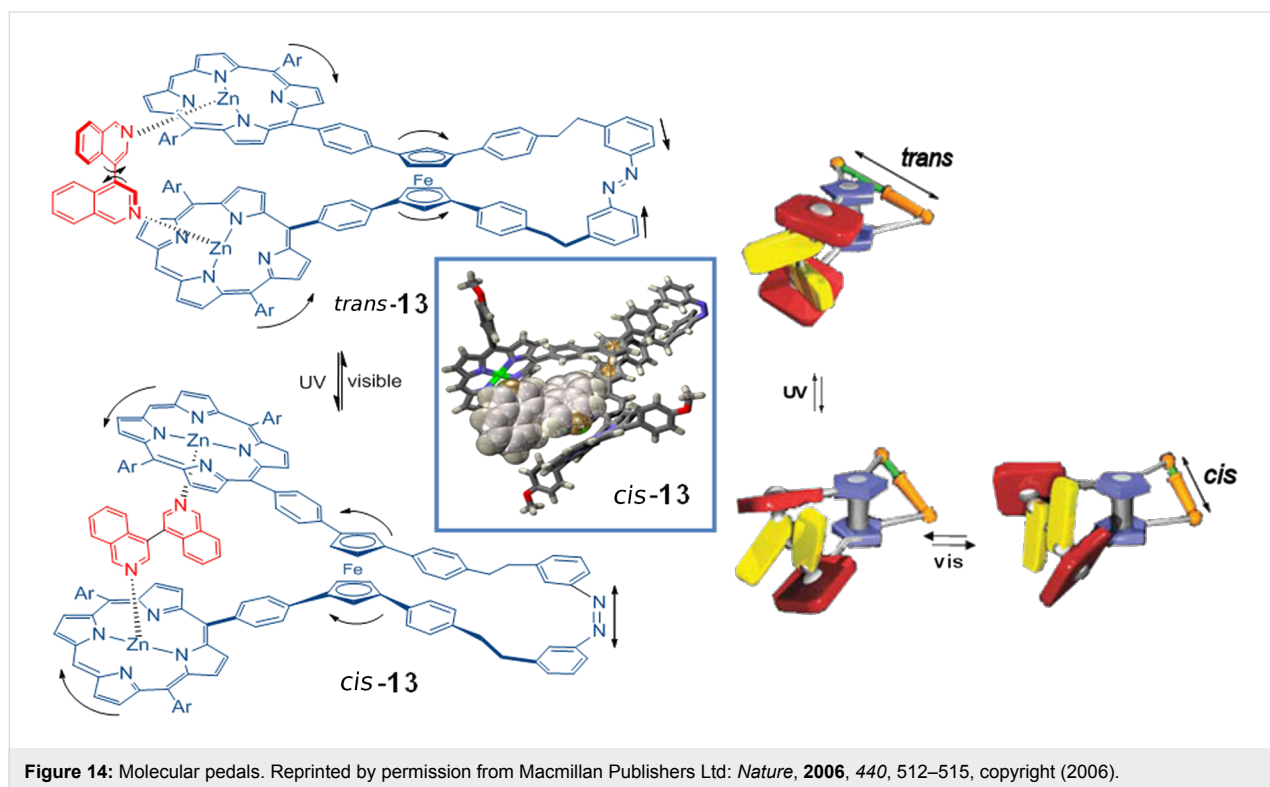 Ar
N
Zn
N
N
N
Ar
N
Fe
N
N
Ar
N
N
N
N
Zn
N
Ar
trans-13
UV
visible
trans
UV
vis
cis
cis-13
Ar
N
N
Zn
N
N
Ar
N
N
Fe
N
N
Ar
N
N
N
Zn
N
Ar
cis-13
Figure 14: Molecular pedals. Reprinted by permission from Macmillan Publishers Ltd: Nature, 2006, 440, 512–515, copyright (2006).